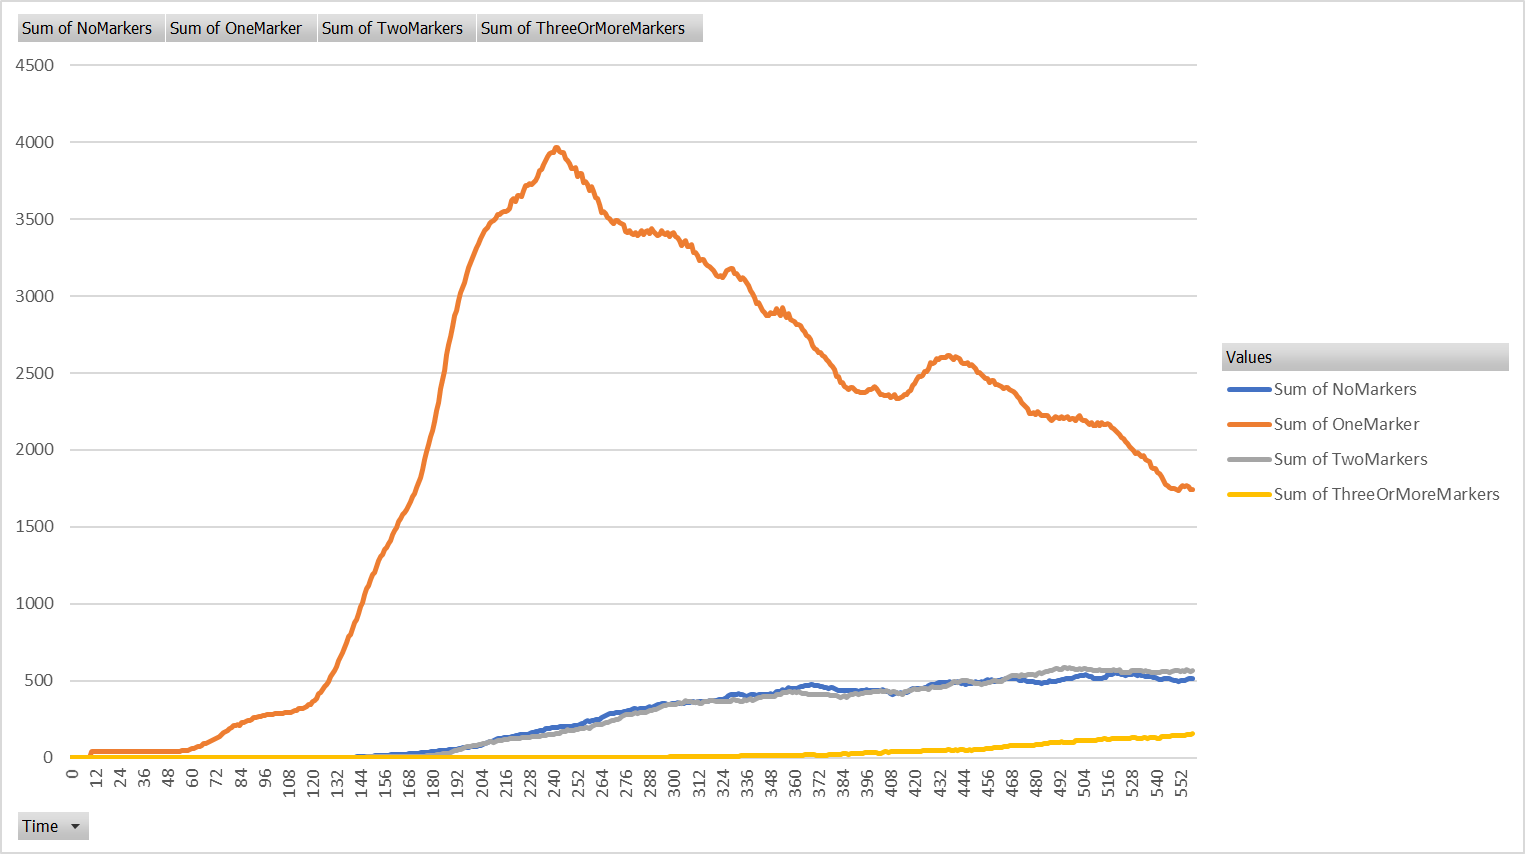 Sum of NoMarkers Sum of OneMarker Sum of TwoMarkers Sum of ThreeOrMoreMarkers
4500
4000
3500
3000
2500
2000
1500
1000
500
0
0 12 24 36 48 60 72 84 96 108 120 132 144 156 168 180 192 204 216 228 240 252 264 276 288 300 312 324 336 348 360 372 384 396 408 420 432 444 456 468 480 492 504 516 528 540 552
Values
Sum of NoMarkers
Sum of OneMarker
Sum of TwoMarkers
Sum of ThreeOrMoreMarkers
Time